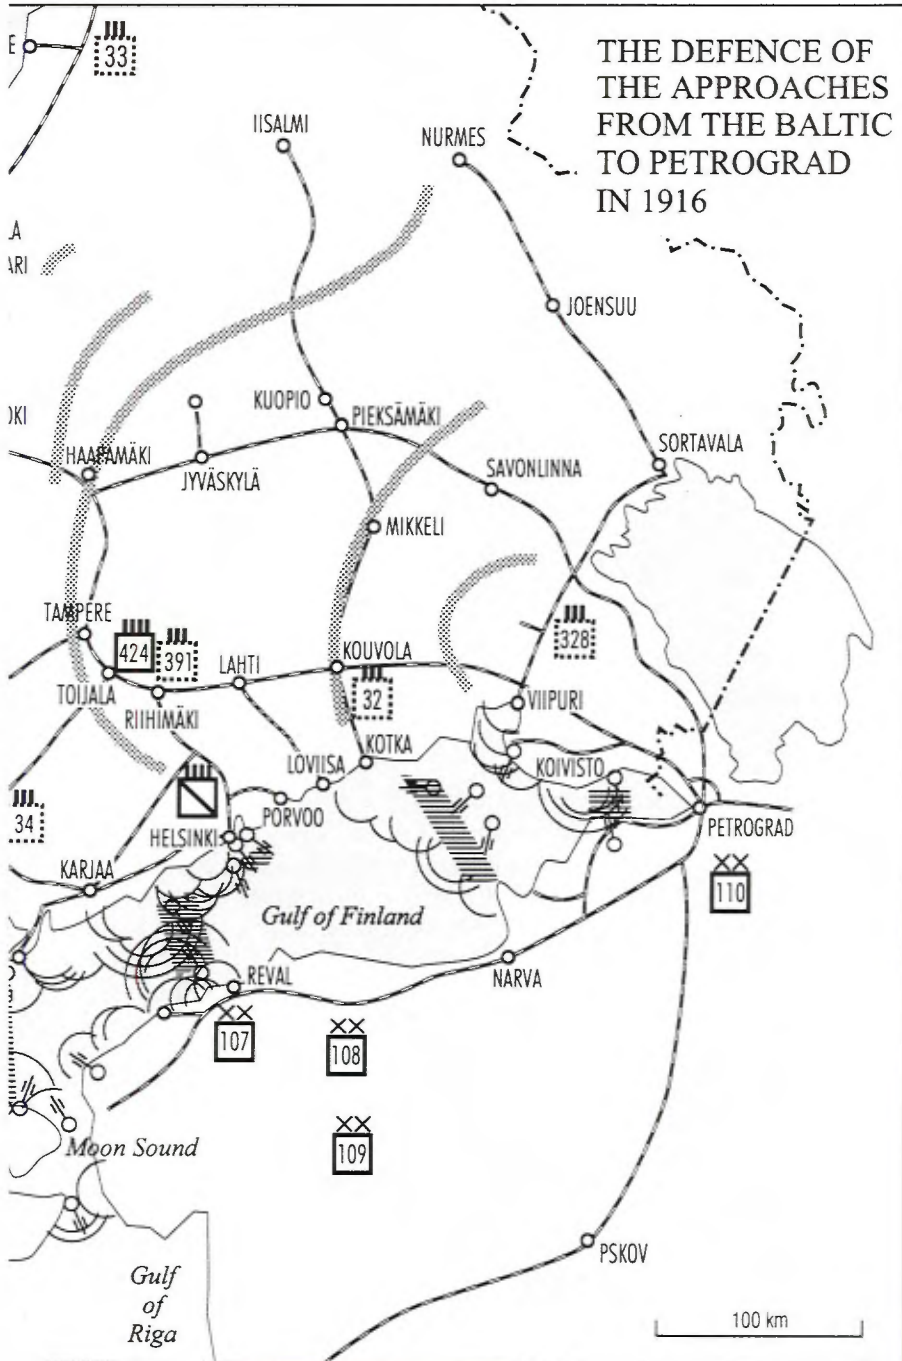 THE DEFENCE OF
THE APPROACHES
FROM THE BALTIC
TO PETROGRAD
IN 1916
E
33
IISALMI
NURMES
LA
ARI
JOENSUU
KUOPIO
PIEKSÄMÄKI
OKI
HAAPAMÄKI
JYVÄSKYLÄ
SAVONLINNA
SORTAVALA
MIKKELI
TAMPERE
424
391
328
LAHTI
KOUVOLA
TOIJALA
RIIHIMÄKI
32
VIIPURI
KOTKA
LOVIISA
KOIVISTO
PORVOO
34
HELSINKI
PETROGRAD
KARJAA
110
Gulf of Finland
REVAL
NARVA
107
108
109
Moon Sound
PSKOV
Gulf
of
Riga
100 km